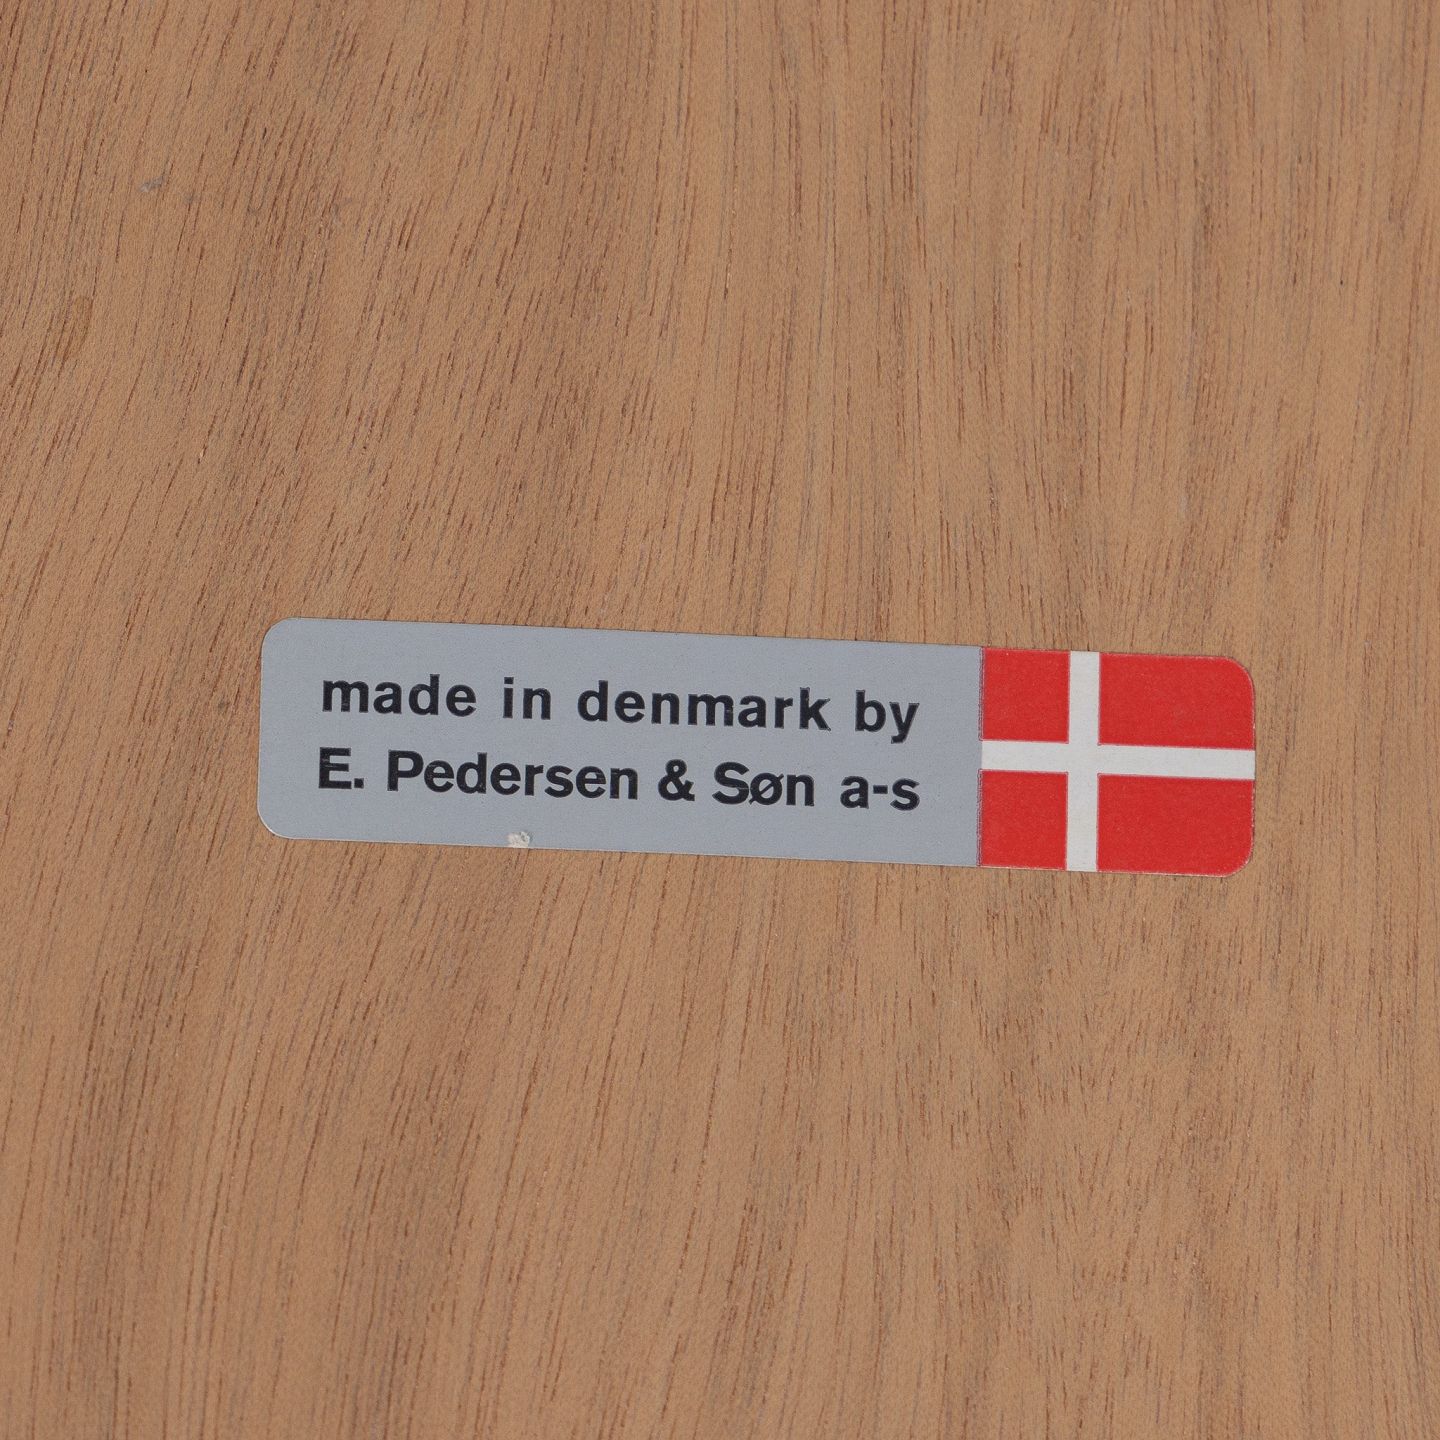 made in denmark by
E. Pedersen & Søn a-s